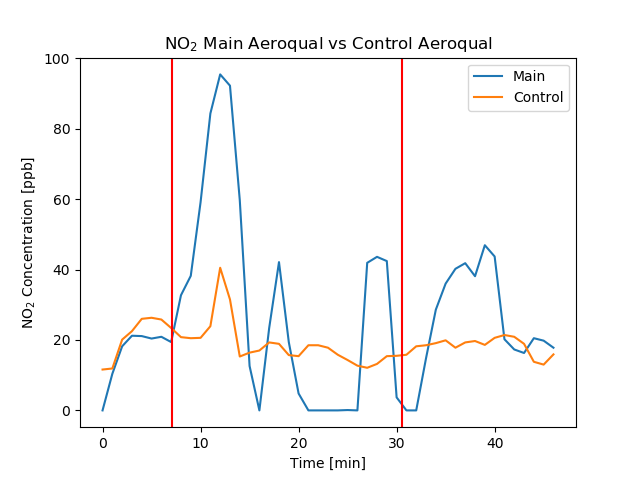 NO₂ Main Aeroqual vs Control Aeroqual
Main
Control
NO₂ Concentration [ppb]
100
80
60
40
20
0
0 10 20 30 40
Time [min]